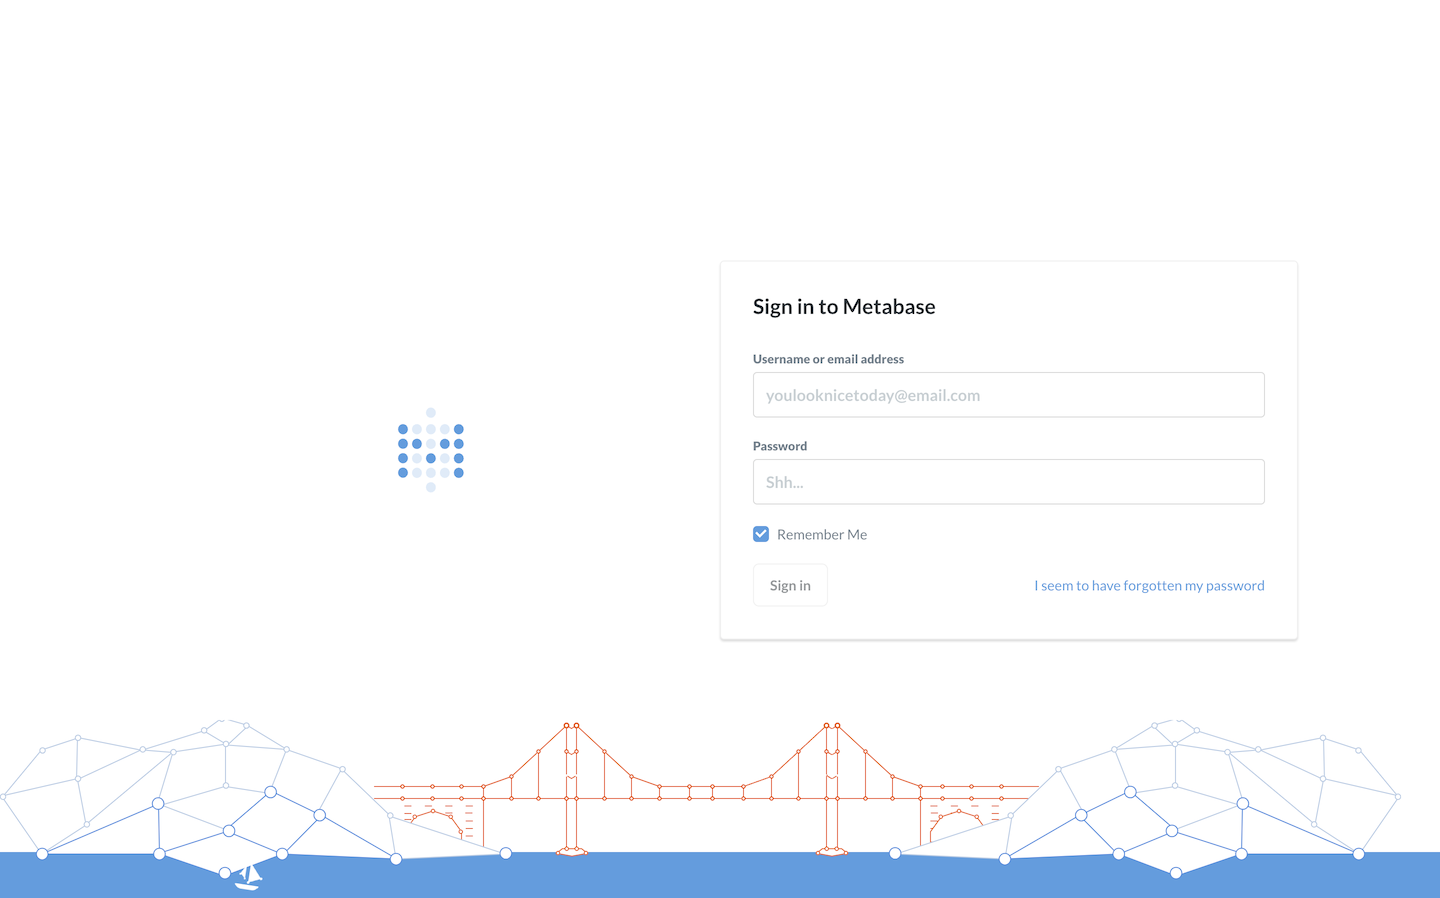 Sign in to Metabase
Username or email address
youlooknicetoday@email.com
Password
Shh...
Remember Me
Sign in
I seem to have forgotten my password